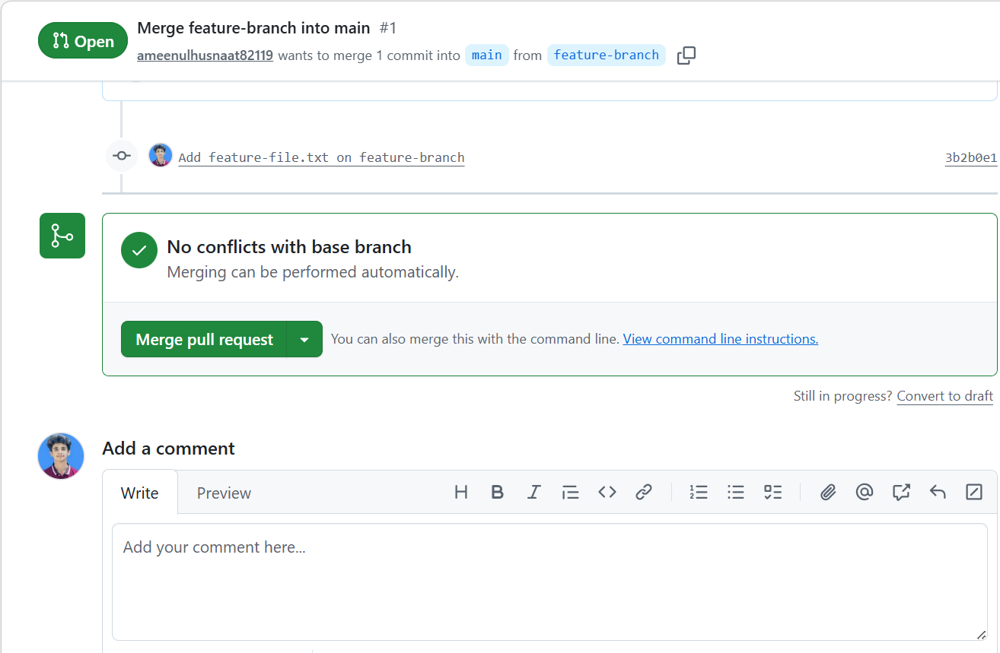 Open
Merge feature-branch into main #1
ameenulhusnaat82119 wants to merge 1 commit into main from feature-branch
Add feature-file.txt on feature-branch
3b2b0e1
No conflicts with base branch
Merging can be performed automatically.
Merge pull request
You can also merge this with the command line. View command line instructions.
Still in progress? Convert to draft
Add a comment
Write
Preview
Add your comment here...